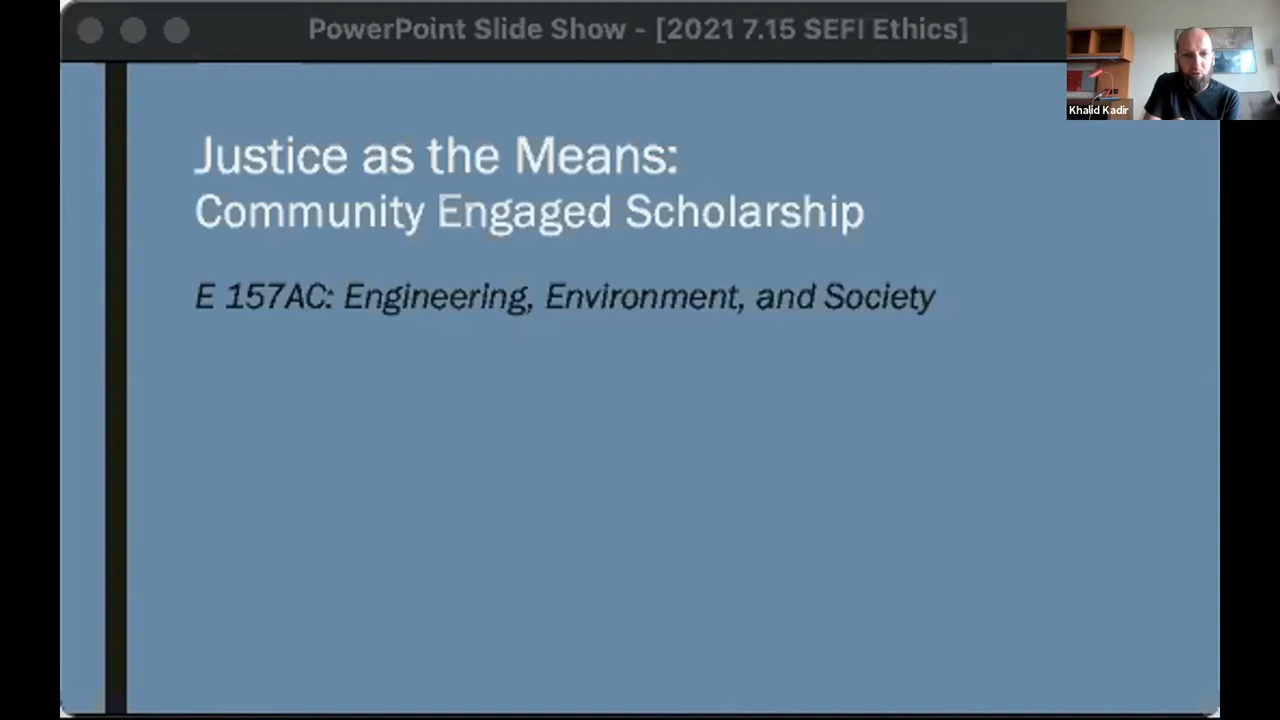 PowerPoint Slide Show - [2021 7.15 SEFI Ethics]
Khalid Kadir
Justice as the Means:
Community Engaged Scholarship
E 157AC: Engineering, Environment, and Society